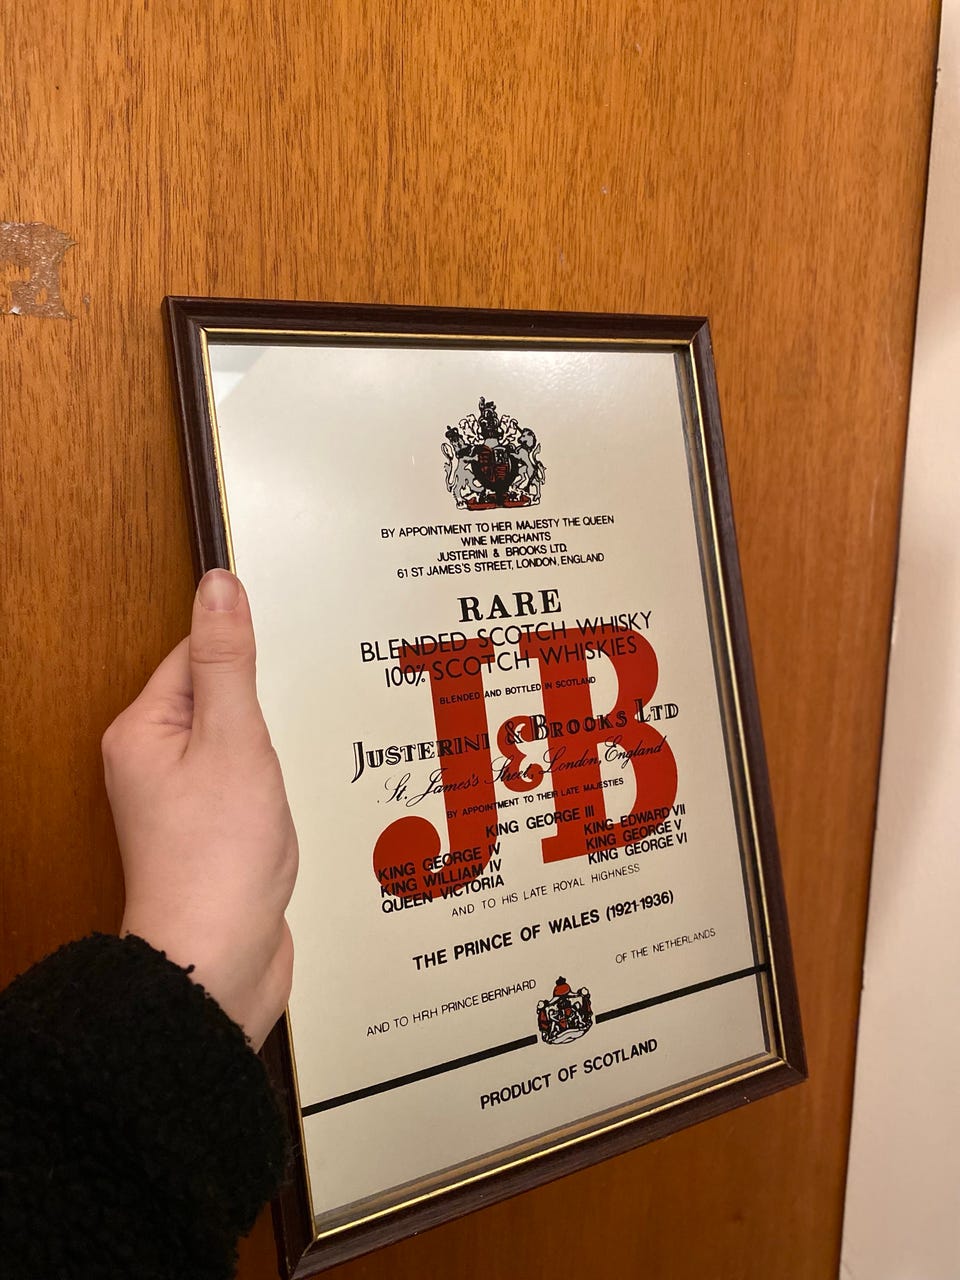 BY APPOINTMENT TO HER MAJESTY THE QUEEN
WINE MERCHANTS
JUSTERINI & BROOKS LTD.
61 ST JAMES'S STREET, LONDON, ENGLAND
RARE
BLENDED SCOTCH WHISKY
100% SCOTCH WHISKIES
BLENDED AND BOTTLED IN SCOTLAND
J&B
JUSTERINI & BROOKS LTD
St. James's Street, London, England
BY APPOINTMENT TO THEIR LATE MAJESTIES
KING GEORGE III
KING GEORGE IV
KING WILLIAM IV
QUEEN VICTORIA
KING EDWARD VII
KING GEORGE V
KING GEORGE VI
AND TO HIS LATE ROYAL HIGHNESS
THE PRINCE OF WALES (1921-1936)
AND TO HRH PRINCE BERNHARD OF THE NETHERLANDS
PRODUCT OF SCOTLAND